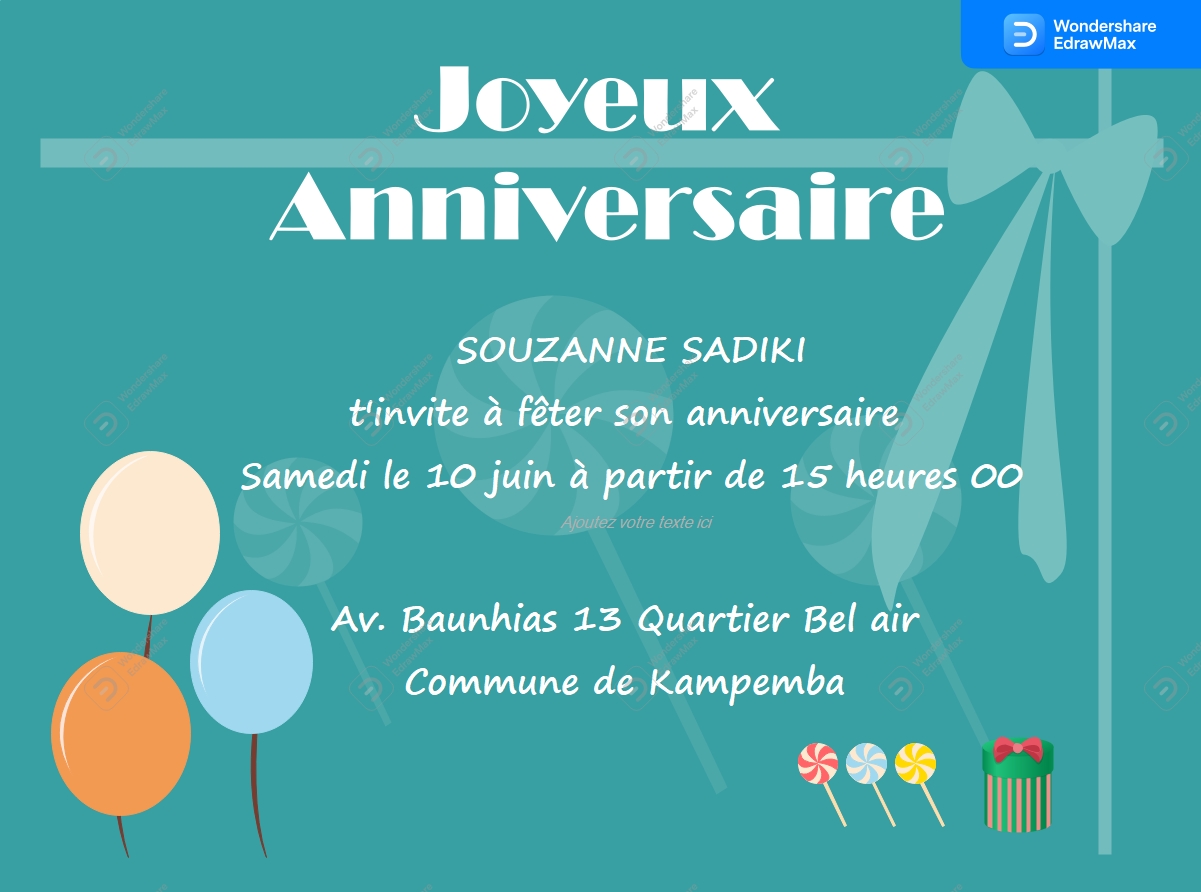 Wondershare
EdrawMax
Joyeux
Anniversaire
SOUZANNE SADIKI
t'invite à fêter son anniversaire
Samedi le 10 juin à partir de 15 heures 00
Ajoutez votre texte ici
Av. Baunhias 13 Quartier Bel air
Commune de Kampemba